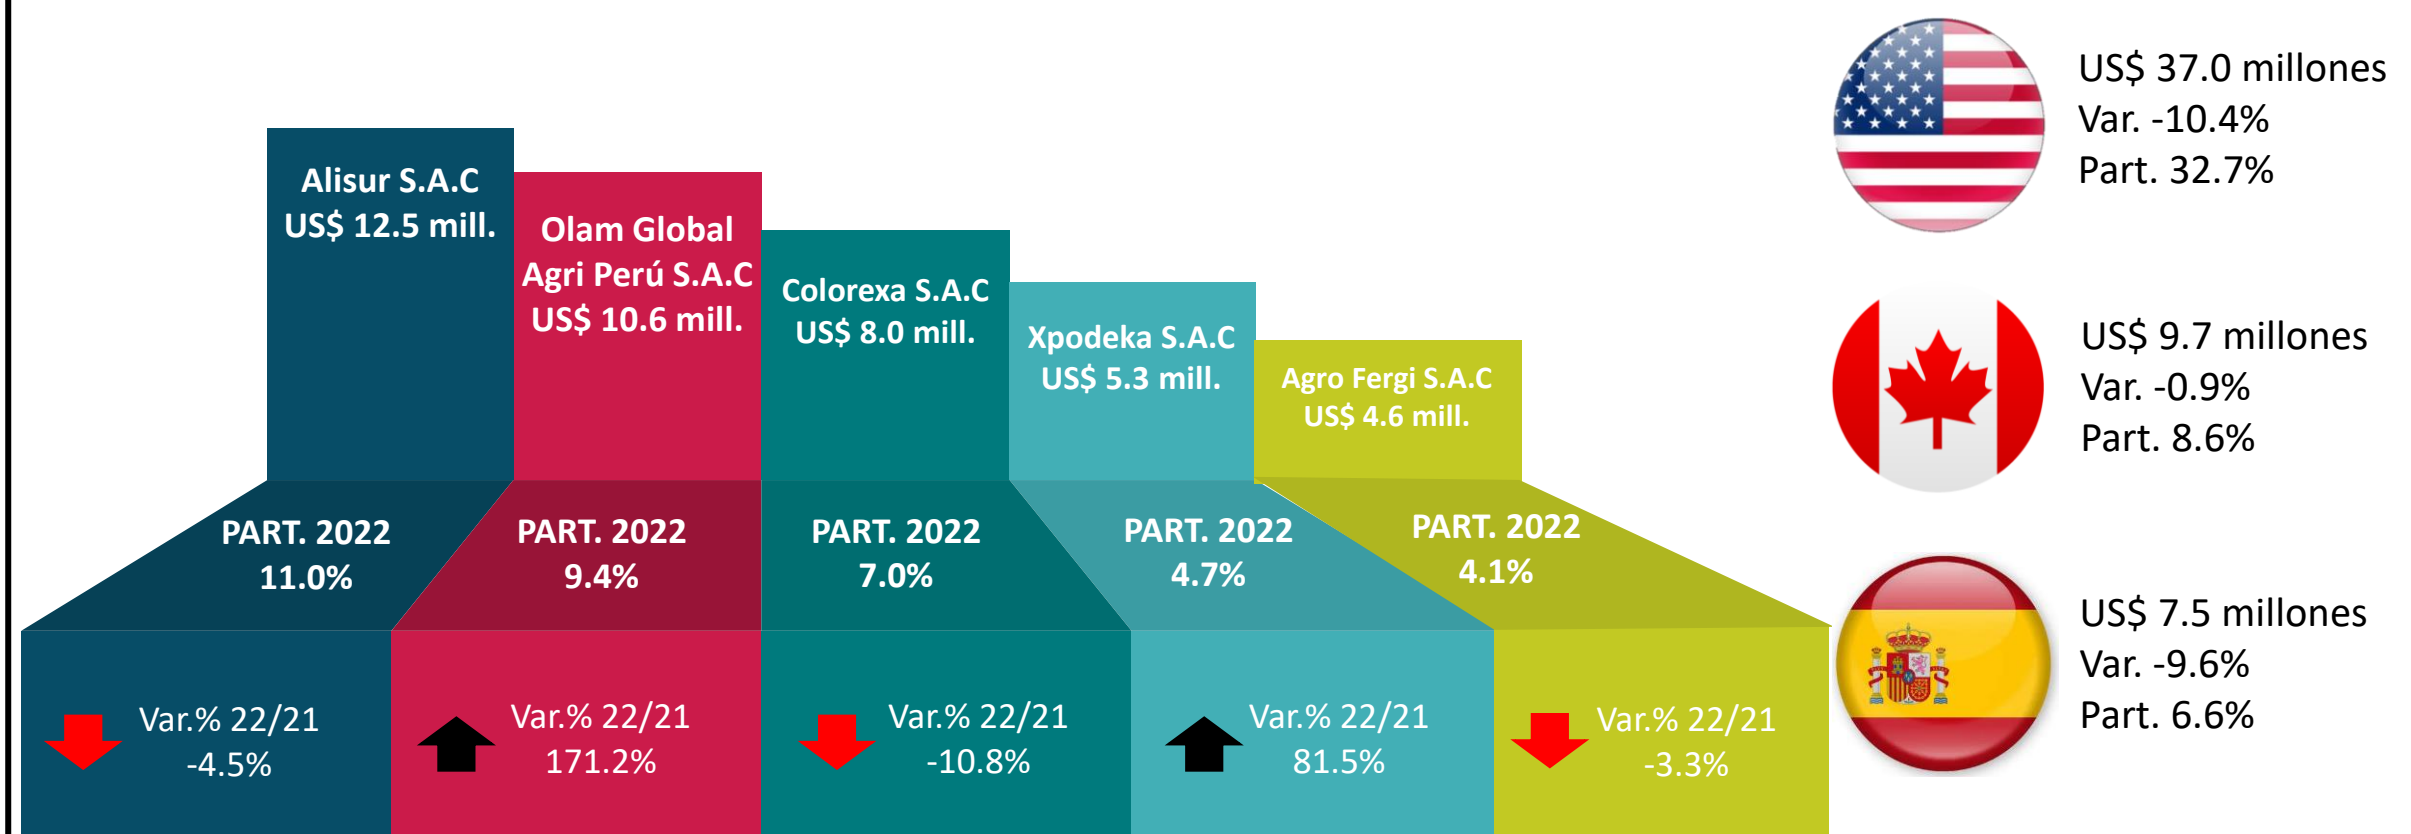 Alisur S.A.C
US$ 12.5 mill.
Olam Global
Agri Perú S.A.C
US$ 10.6 mill.
Colorexa S.A.C
US$ 8.0 mill.
Xpodeka S.A.C
US$ 5.3 mill.
Agro Fergi S.A.C
US$ 4.6 mill.
PART. 2022
11.0%
PART. 2022
9.4%
PART. 2022
7.0%
PART. 2022
4.7%
PART. 2022
4.1%
Var.% 22/21
-4.5%
Var.% 22/21
171.2%
Var.% 22/21
-10.8%
Var.% 22/21
81.5%
Var.% 22/21
-3.3%
US$ 37.0 millones
Var. -10.4%
Part. 32.7%
US$ 9.7 millones
Var. -0.9%
Part. 8.6%
US$ 7.5 millones
Var. -9.6%
Part. 6.6%